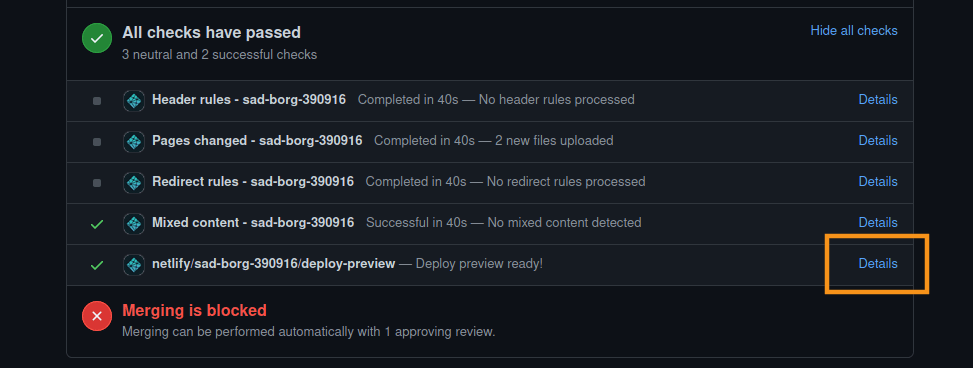 All checks have passed
Hide all checks
3 neutral and 2 successful checks
Header rules - sad-borg-390916 Completed in 40s — No header rules processed Details
Pages changed - sad-borg-390916 Completed in 40s — 2 new files uploaded Details
Redirect rules - sad-borg-390916 Completed in 40s — No redirect rules processed Details
Mixed content - sad-borg-390916 Successful in 40s — No mixed content detected Details
netlify/sad-borg-390916/deploy-preview — Deploy preview ready! Details
Merging is blocked
Merging can be performed automatically with 1 approving review.